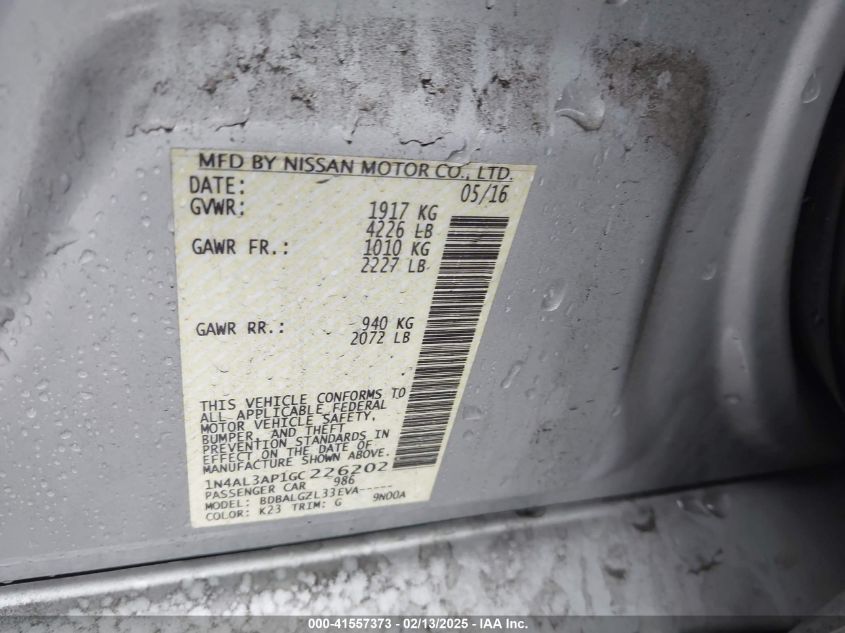 MFD BY NISSAN MOTOR CO., LTD.
DATE: 05/16
GVWR: 1917 KG
4226 LB
GAWR FR.: 1010 KG
2227 LB
GAWR RR.: 940 KG
2072 LB
THIS VEHICLE CONFORMS TO
ALL APPLICABLE FEDERAL
MOTOR VEHICLE SAFETY,
BUMPER, AND THEFT
PREVENTION STANDARDS IN
EFFECT ON THE DATE OF
MANUFACTURE SHOWN ABOVE.
1N4AL3AP1GC226202
PASSENGER CAR 986
MODEL: BDBALGZL33EVA-----
COLOR: K23 TRIM: G 9N00A
000-41557373 - 02/13/2025 - IAA Inc.